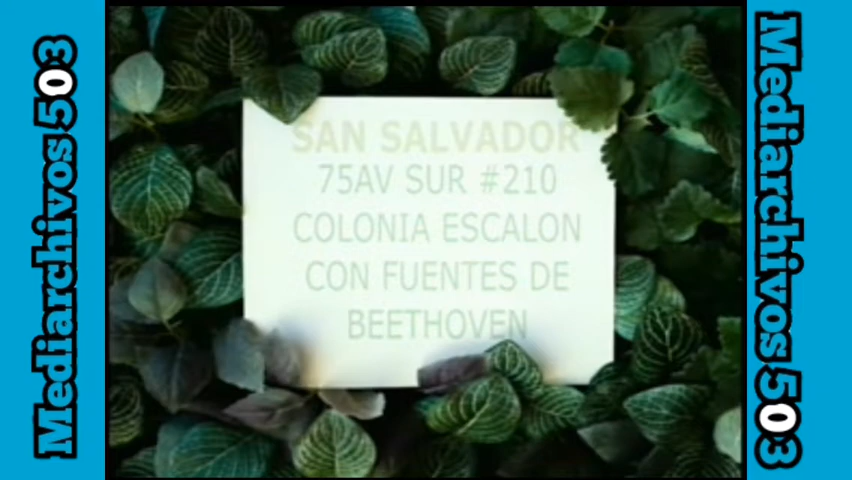 Mediarchivos 503
SAN SALVADOR
75AV SUR #210
COLONIA ESCALON
CON FUENTES DE
BEETHOVEN
Mediarchivos 503